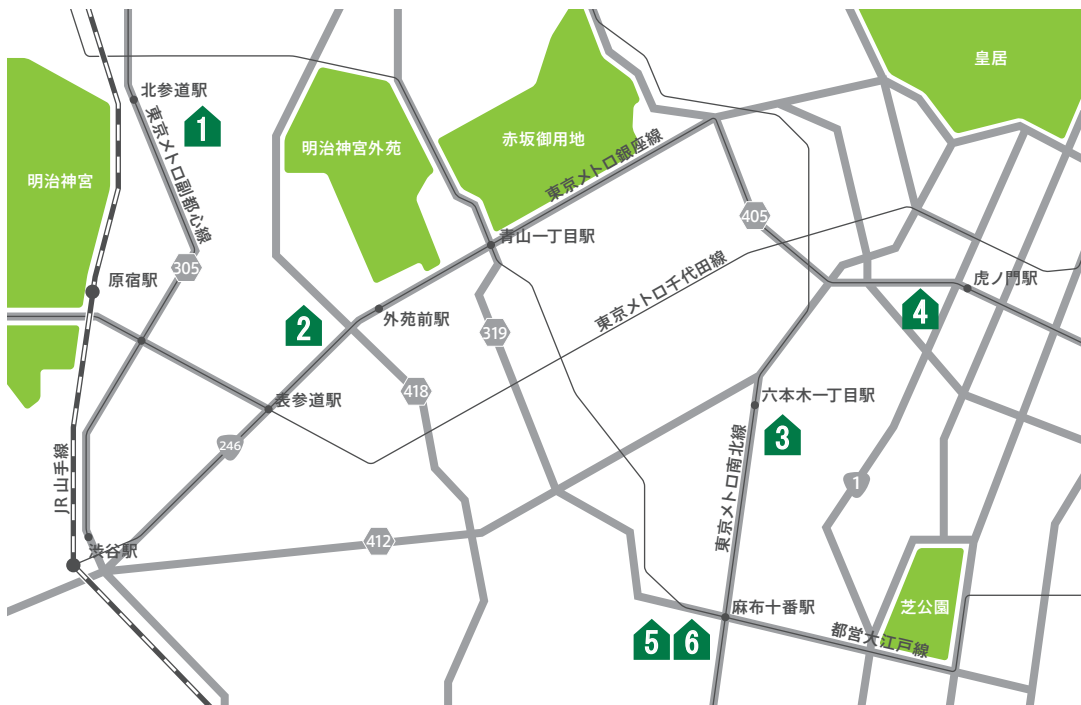 皇居
北参道駅
1
東京メトロ副都心線
明治神宮外苑
赤坂御用地
東京メトロ銀座線
明治神宮
405
青山一丁目駅
305
原宿駅
東京メトロ千代田線
虎ノ門駅
2
外苑前駅
319
4
418
表参道駅
六本木一丁目駅
246
3
JR山手線
東京メトロ南北線
1
412
渋谷駅
麻布十番駅
芝公園
5
6
都営大江戸線